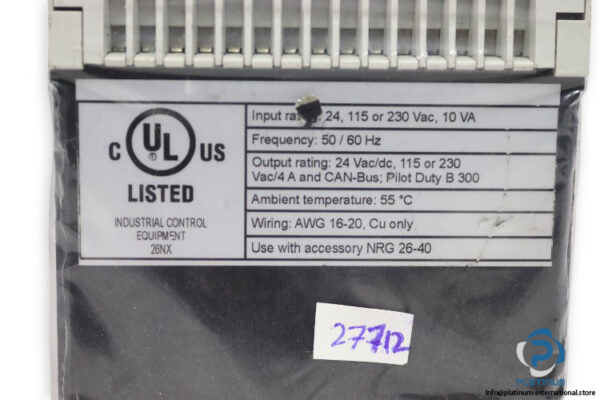 C UL ® US
LISTED
INDUSTRIAL CONTROL
EQUIPMENT
26NX
Input 24, 115 or 230 Vac, 10 VA
Frequency: 50 / 60 Hz
Output rating: 24 Vac/dc, 115 or 230
Vac/4 A and CAN-Bus; Pilot Duty B 300
Ambient temperature: 55 °C
Wiring: AWG 16-20, Cu only
Use with accessory NRG 26-40
27712
PLATINUM
info@platinum-international.store